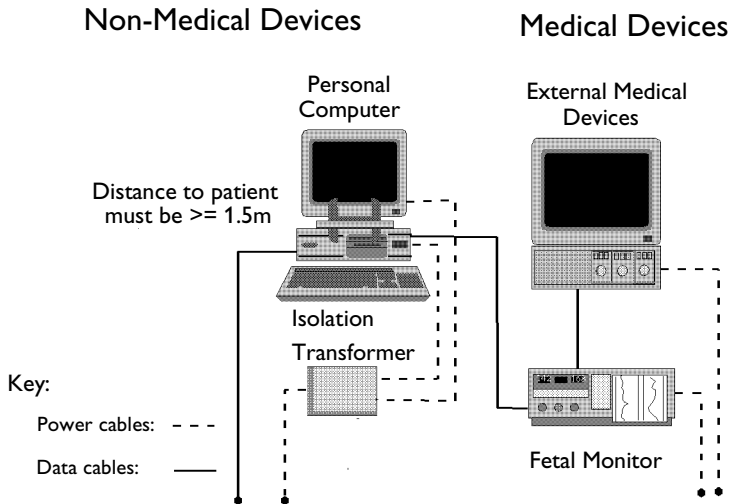 Non-Medical Devices
Medical Devices
Personal
Computer
External Medical
Devices
Distance to patient
must be >= 1.5m
Isolation
Transformer
Key:
Power cables:
Data cables:
Fetal Monitor